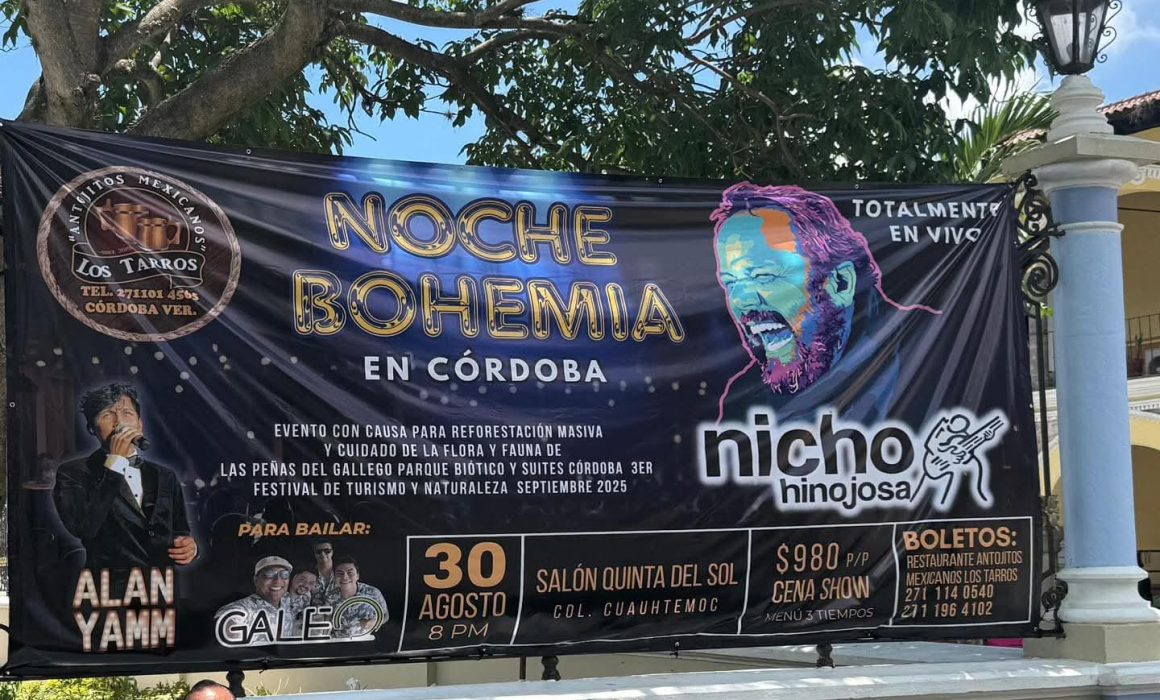 "ANTOJITOS MEXICANOS"
LOS TARROS
TEL. 271101 4565
CÓRDOBA VER.
NOCHE
BOHEMIA
EN CÓRDOBA
TOTALMENTE
EN VIVO
EVENTO CON CAUSA PARA REFORESTACIÓN MASIVA
Y CUIDADO DE LA FLORA Y FAUNA DE
LAS PEÑAS DEL GALLEGO PARQUE BIÓTICO Y SUITES CÓRDOBA 3ER
FESTIVAL DE TURISMO Y NATURALEZA SEPTIEMBRE 2025
nicho
hinojosa
ALAN
YAMM
PARA BAILAR:
GALEO
30
AGOSTO
8 PM
SALÓN QUINTA DEL SOL
COL. CUAUHTEMOC
$980 P/P
CENA SHOW
MENÚ 3 TIEMPOS
BOLETOS:
RESTAURANTE ANTOJITOS
MEXICANOS LOS TARROS
271 114 0540
271 196 4102